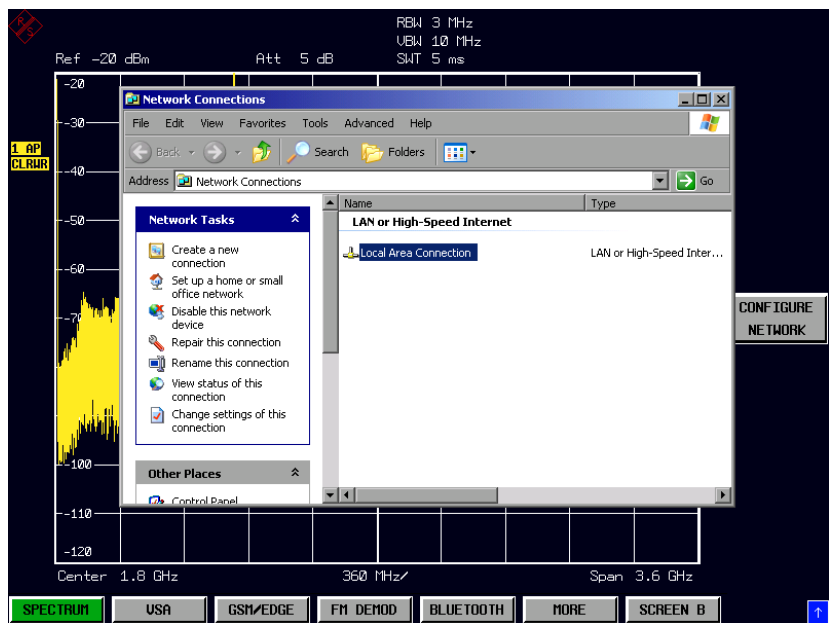 R/S
RBW 3 MHz
VBW 10 MHz
Ref -20 dBm Att 5 dB SWT 5 ms
-20
-30
1 AP
CLRWR
-40
-50
-60
-70
-100
-110
-120
Network Connections
File Edit View Favorites Tools Advanced Help
Back Search Folders
Address Network Connections Go
Network Tasks
Create a new
connection
Set up a home or small
office network
Disable this network
device
Repair this connection
Rename this connection
View status of this
connection
Change settings of this
connection
Other Places
Control Panel
Name Type
LAN or High-Speed Internet
Local Area Connection LAN or High-Speed Inter...
CONFIGURE
NETWORK
Center 1.8 GHz 360 MHz/ Span 3.6 GHz
SPECTRUM VSA GSM/EDGE FM DEMOD BLUETOOTH MORE SCREEN B